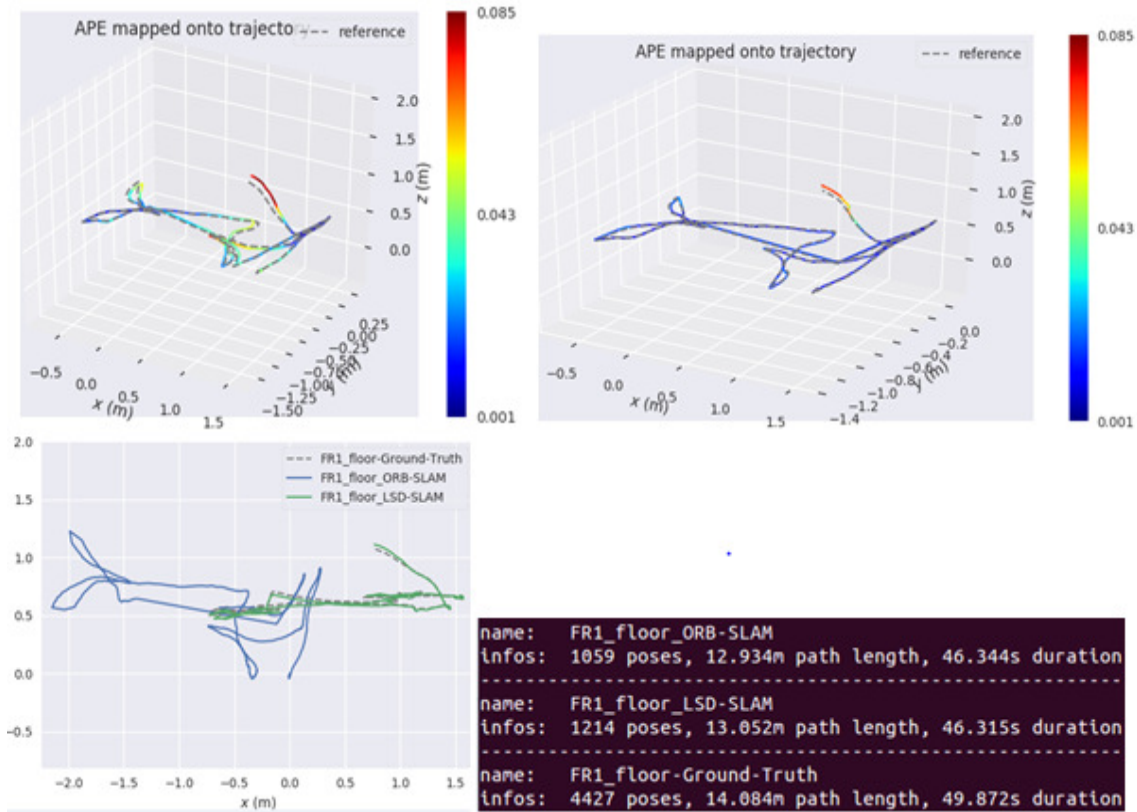 APE mapped onto trajectory
reference
0.085
0.043
0.001
2.0
1.5
1.0
0.5
0.0
z (m)
−0.5
0.0
0.5
1.0
1.5
x (m)
0.25
0.00
−0.25
−0.50
−0.75
−1.00
−1.25
−1.50
y (m)
APE mapped onto trajectory
reference
0.085
0.043
0.001
2.0
1.5
1.0
0.5
0.0
z (m)
−0.5
0.0
0.5
1.0
1.5
x (m)
0.0
−0.2
−0.4
−0.6
−0.8
−1.0
−1.2
−1.4
y (m)
FR1_floor-Ground-Truth
FR1_floor_ORB-SLAM
FR1_floor_LSD-SLAM
2.0
1.5
1.0
0.5
0.0
−0.5
−2.0 −1.5 −1.0 −0.5 0.0 0.5 1.0 1.5
x (m)
name: FR1_floor_ORB-SLAM
infos: 1059 poses, 12.934m path length, 46.344s duration
--------------------------------------------------------------
name: FR1_floor_LSD-SLAM
infos: 1214 poses, 13.052m path length, 46.315s duration
--------------------------------------------------------------
name: FR1_floor-Ground-Truth
infos: 4427 poses, 14.084m path length, 49.872s duration